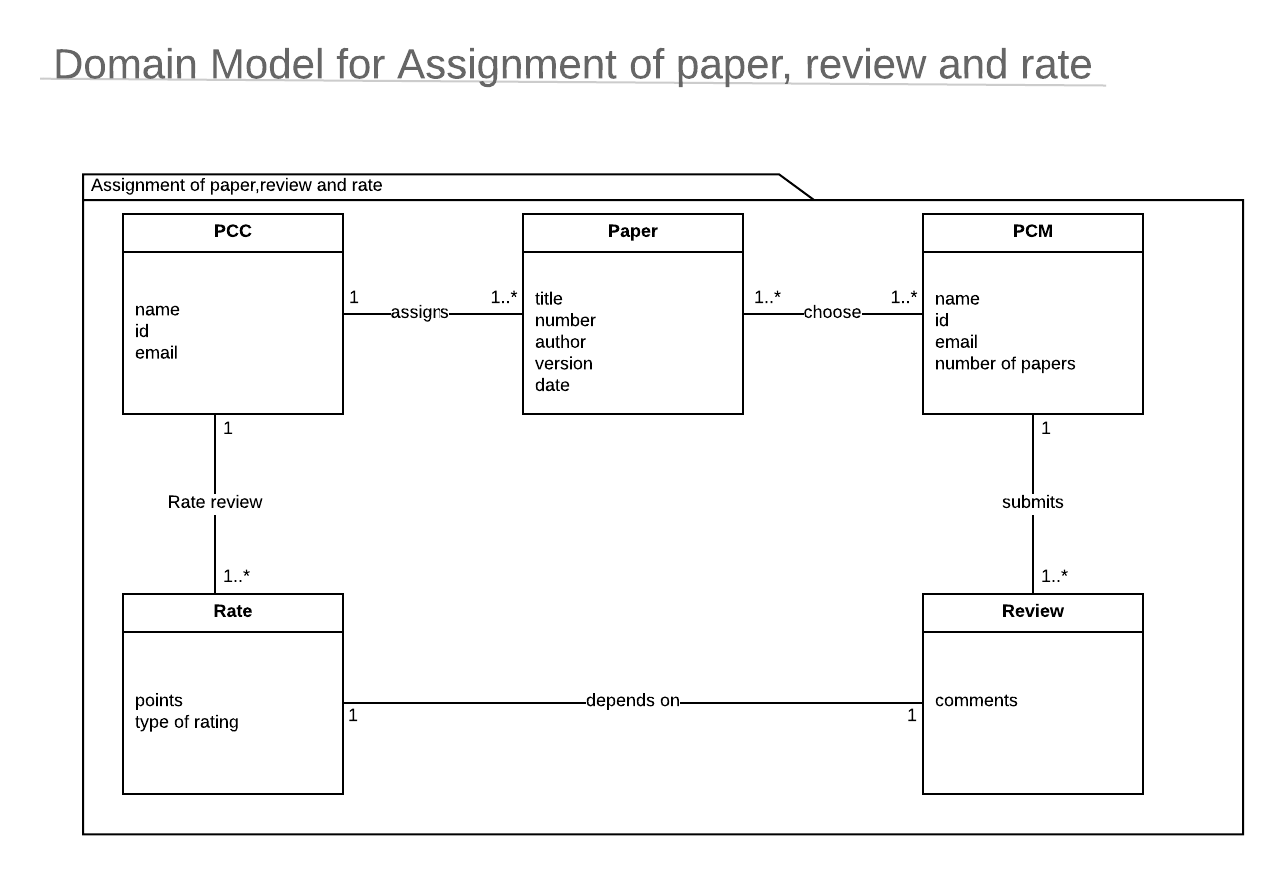 Domain Model for Assignment of paper, review and rate
Assignment of paper,review and rate
PCC
name
id
email
1
assigns
1..*
Paper
title
number
author
version
date
1..*
choose
1..*
PCM
name
id
email
number of papers
1
Rate review
1..*
1
submits
1..*
Rate
points
type of rating
1
depends on
1
Review
comments